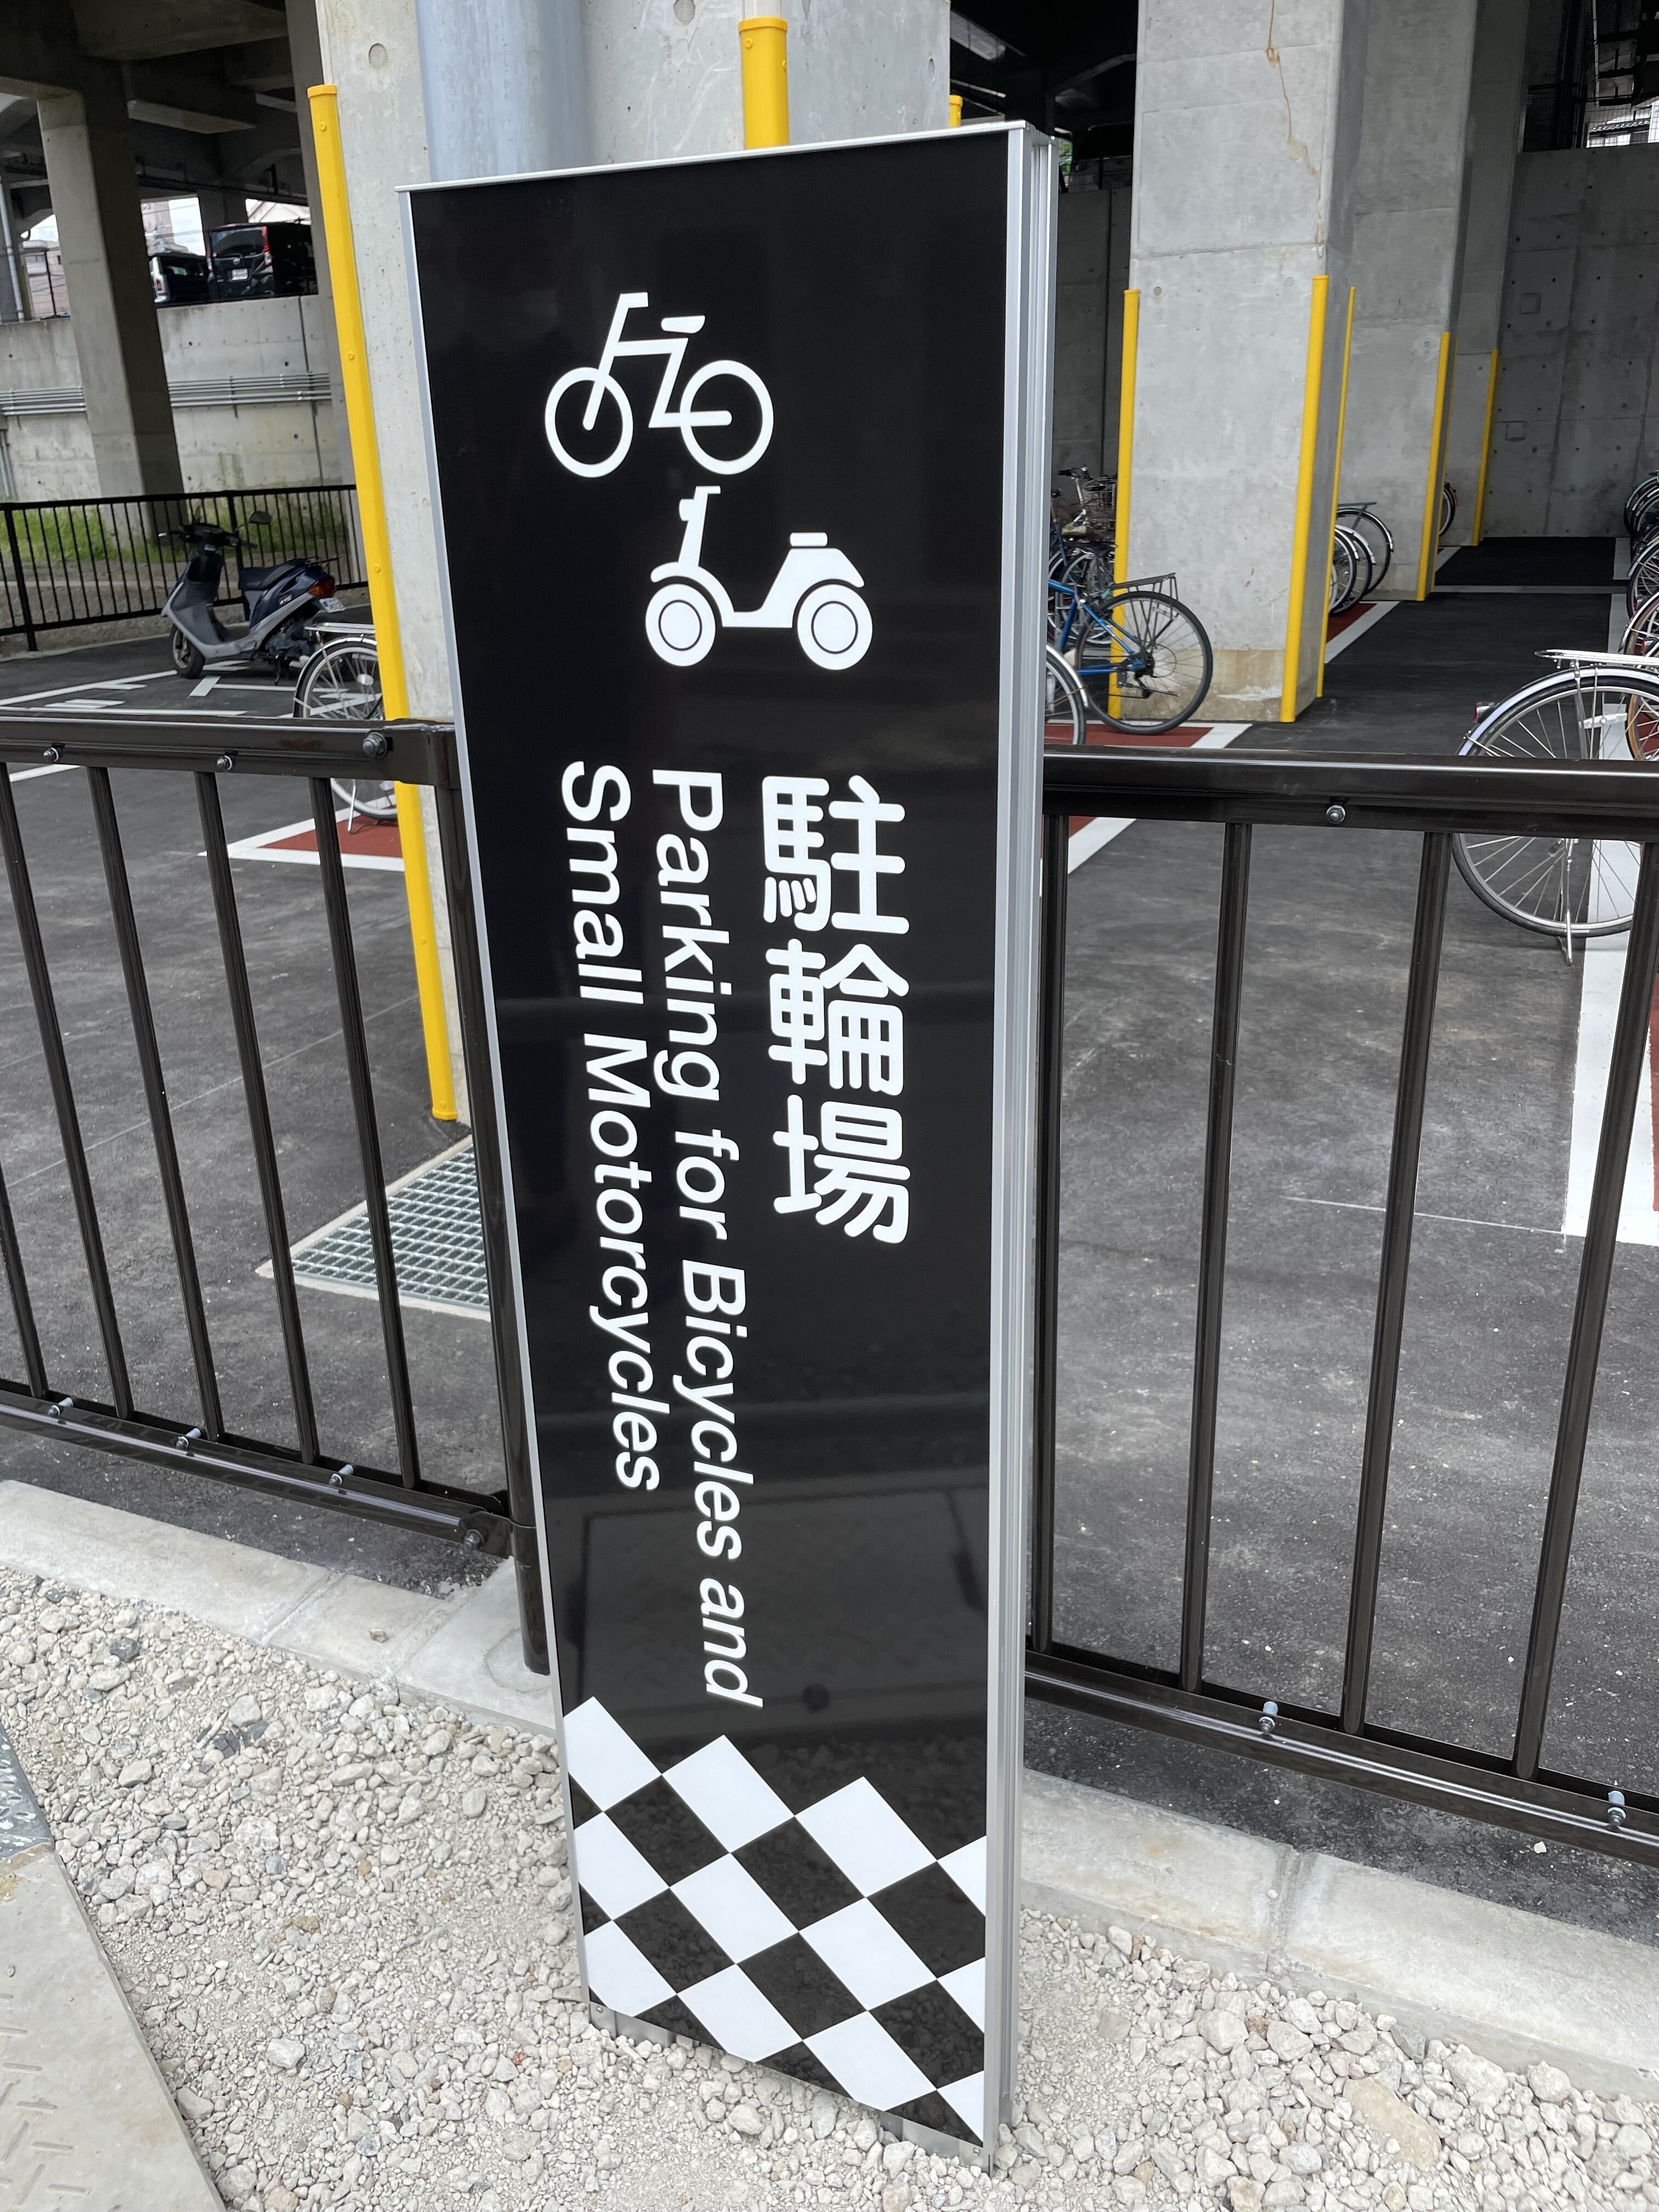 駐輪場
Parking for Bicycles and
Small Motorcycles